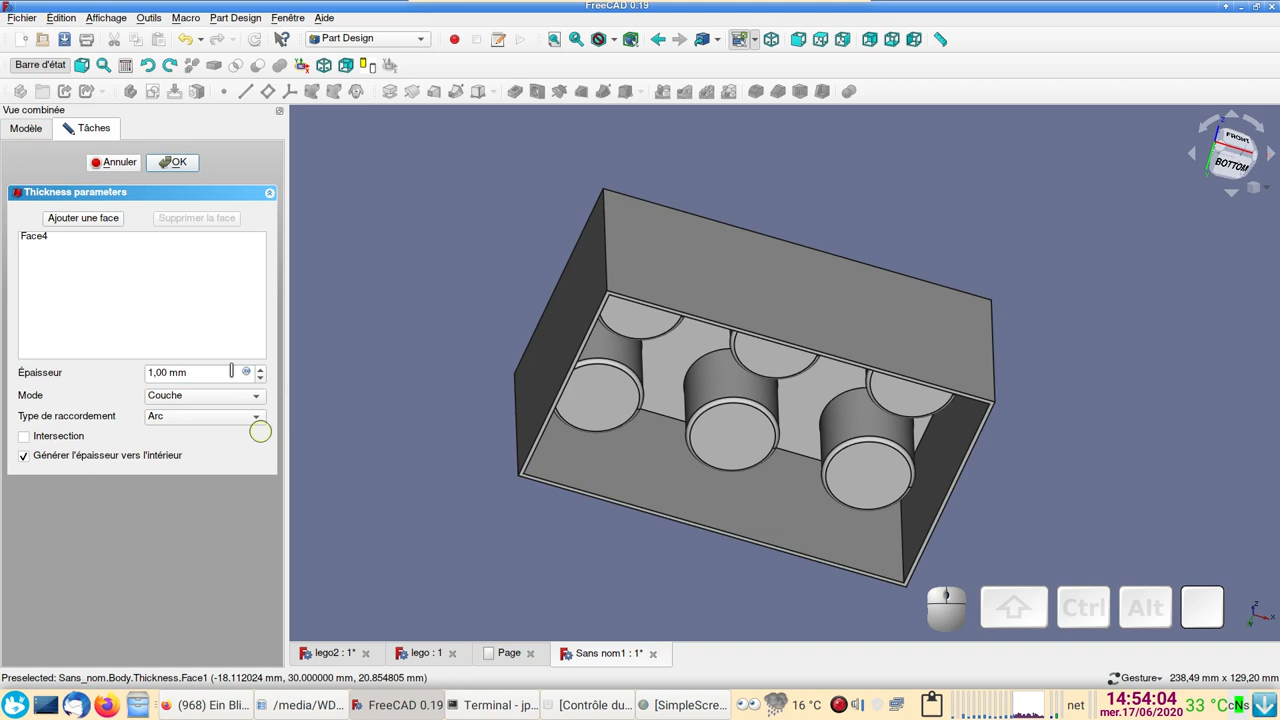 FreeCAD 0.19
Fichier Édition Affichage Outils Macro Part Design Fenêtre Aide
Part Design
Barre d'état
Vue combinée
Modèle Tâches
Annuler OK
Thickness parameters
Ajouter une face Supprimer la face
Face4
Épaisseur 1,00 mm
Mode Couche
Type de raccordement Arc
Intersection
Générer l'épaisseur vers l'intérieur
FRONT
BOTTOM
Ctrl Alt
lego2 : 1* lego : 1 Page Sans nom1 : 1*
Preselected: Sans_nom.Body.Thickness.Face1 (-18.112024 mm, 30.000000 mm, 20.854805 mm) Gesture 238,49 mm x 129,20 mm
(968) Ein Bli... /media/WD... FreeCAD 0.19 Terminal - jp... [Contrôle du... [SimpleScre... 16 °C net 14:54:04 33 °C
mer.17/06/2020